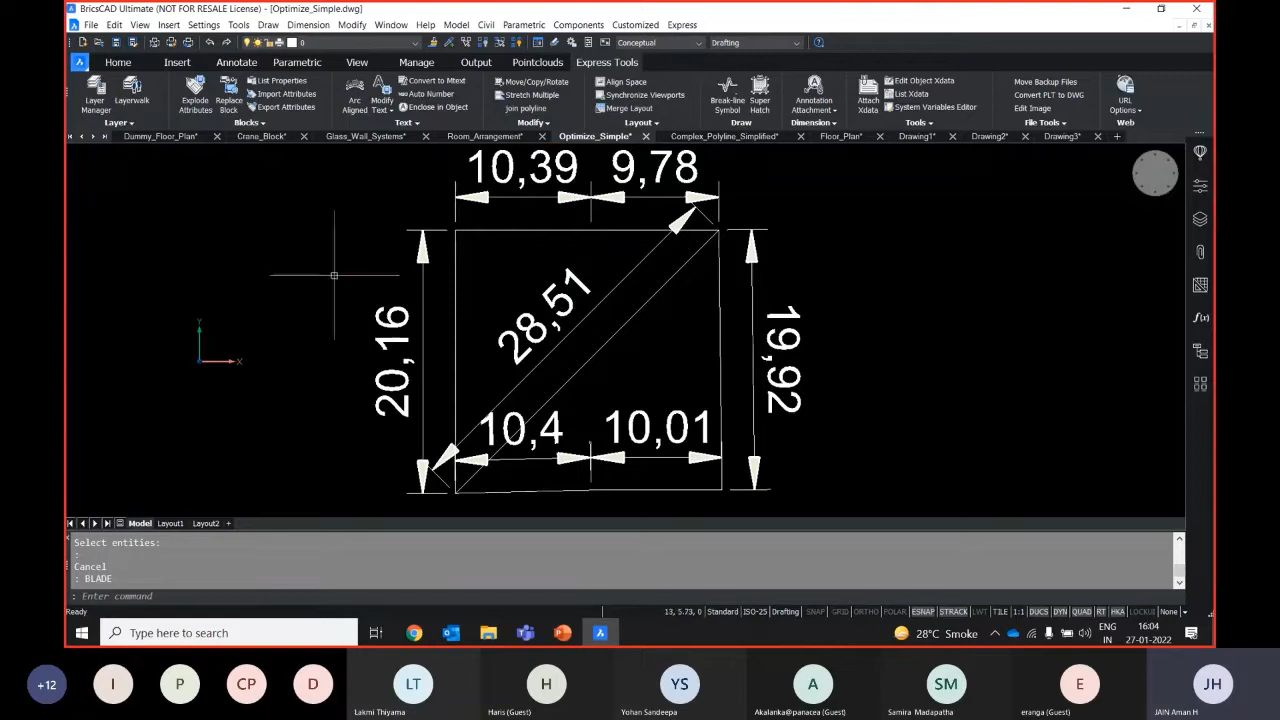 BricsCAD Ultimate (NOT FOR RESALE License) - [Optimize_Simple.dwg]
File Edit View Insert Settings Tools Draw Dimension Modify Window Help Model Civil Parametric Components Customized Express
0 Conceptual Drafting
Home Insert Annotate Parametric View Manage Output Pointclouds Express Tools
Layer Manager
Layerwalk
Layer
Explode Attributes
Replace Block
List Properties
Import Attributes
Export Attributes
Blocks
Arc Aligned
Modify Text
Convert to Mtext
Auto Number
Enclose in Object
Text
Move/Copy/Rotate
Stretch Multiple
join polyline
Modify
Align Space
Synchronize Viewports
Merge Layout
Layout
Break-line Symbol
Super Hatch
Draw
Annotation Attachment
Dimension
Attach Xdata
Edit Object Xdata
List Xdata
System Variables Editor
Tools
Move Backup Files
Convert PLT to DWG
Edit Image
File Tools
URL Options
Web
Dummy_Floor_Plan* Crane_Block* Glass_Wall_Systems* Room_Arrangement* Optimize_Simple* Complex_Polyline_Simplified* Floor_Plan* Drawing1* Drawing2* Drawing3*
10,39 9,78
28,51
20,16
19,92
10,4 10,01
Y
X
f(x)
Model Layout1 Layout2 +
Select entities:
:
Cancel
: BLADE
: Enter command
Ready 13, 5.73, 0 Standard ISO-25 Drafting SNAP GRID ORTHO POLAR ESNAP STRACK LWT TILE 1:1 DUCS DYN QUAD RT HKA LOCKUI None
Type here to search
28°C Smoke
ENG
IN
16:04
27-01-2022
+12 I P CP D LT H YS A SM E JH
Lakmi Thiyama Haris (Guest) Yohan Sandeepa Akalanka@panacea (Guest) Samira Madapatha eranga (Guest) JAIN Aman H